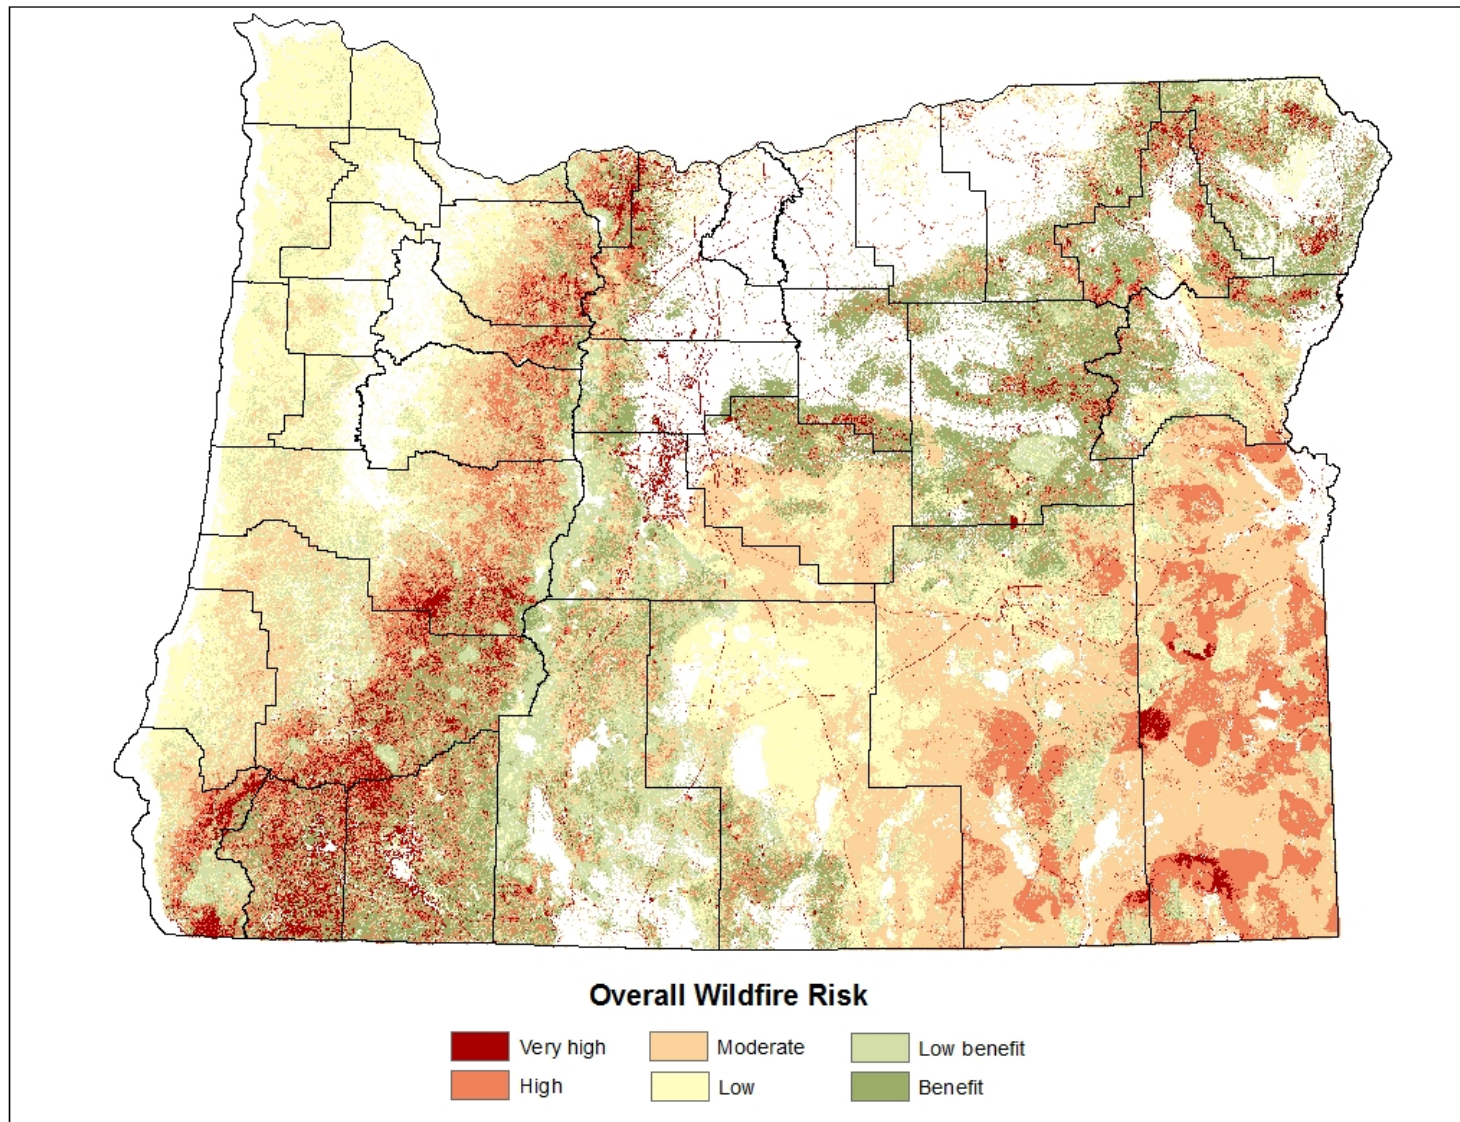 Overall Wildfire Risk
Very high
Moderate
Low benefit
High
Low
Benefit